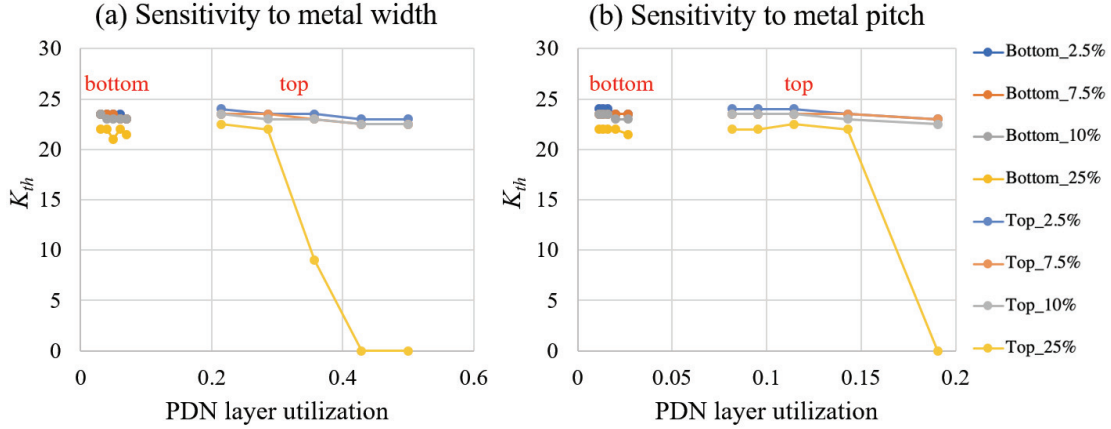 (a) Sensitivity to metal width
30
25
20
15
10
5
0
K_th
bottom
top
0
0.2
0.4
0.6
PDN layer utilization
(b) Sensitivity to metal pitch
30
25
20
15
10
5
0
K_th
bottom
top
0
0.05
0.1
0.15
0.2
PDN layer utilization
Bottom_2.5%
Bottom_7.5%
Bottom_10%
Bottom_25%
Top_2.5%
Top_7.5%
Top_10%
Top_25%